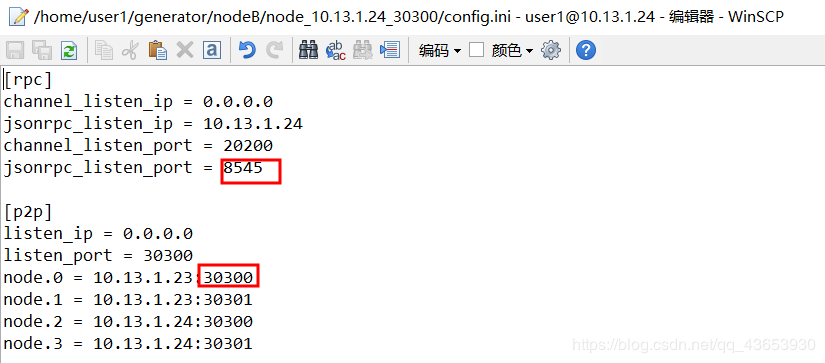 /home/user1/generator/nodeB/node_10.13.1.24_30300/config.ini - user1@10.13.1.24 - 编辑器 - WinSCP
编码 颜色
[rpc]
channel_listen_ip = 0.0.0.0
jsonrpc_listen_ip = 10.13.1.24
channel_listen_port = 20200
jsonrpc_listen_port = 8545
[p2p]
listen_ip = 0.0.0.0
listen_port = 30300
node.0 = 10.13.1.23:30300
node.1 = 10.13.1.23:30301
node.2 = 10.13.1.24:30300
node.3 = 10.13.1.24:30301
https://blog.csdn.net/qq_43653930